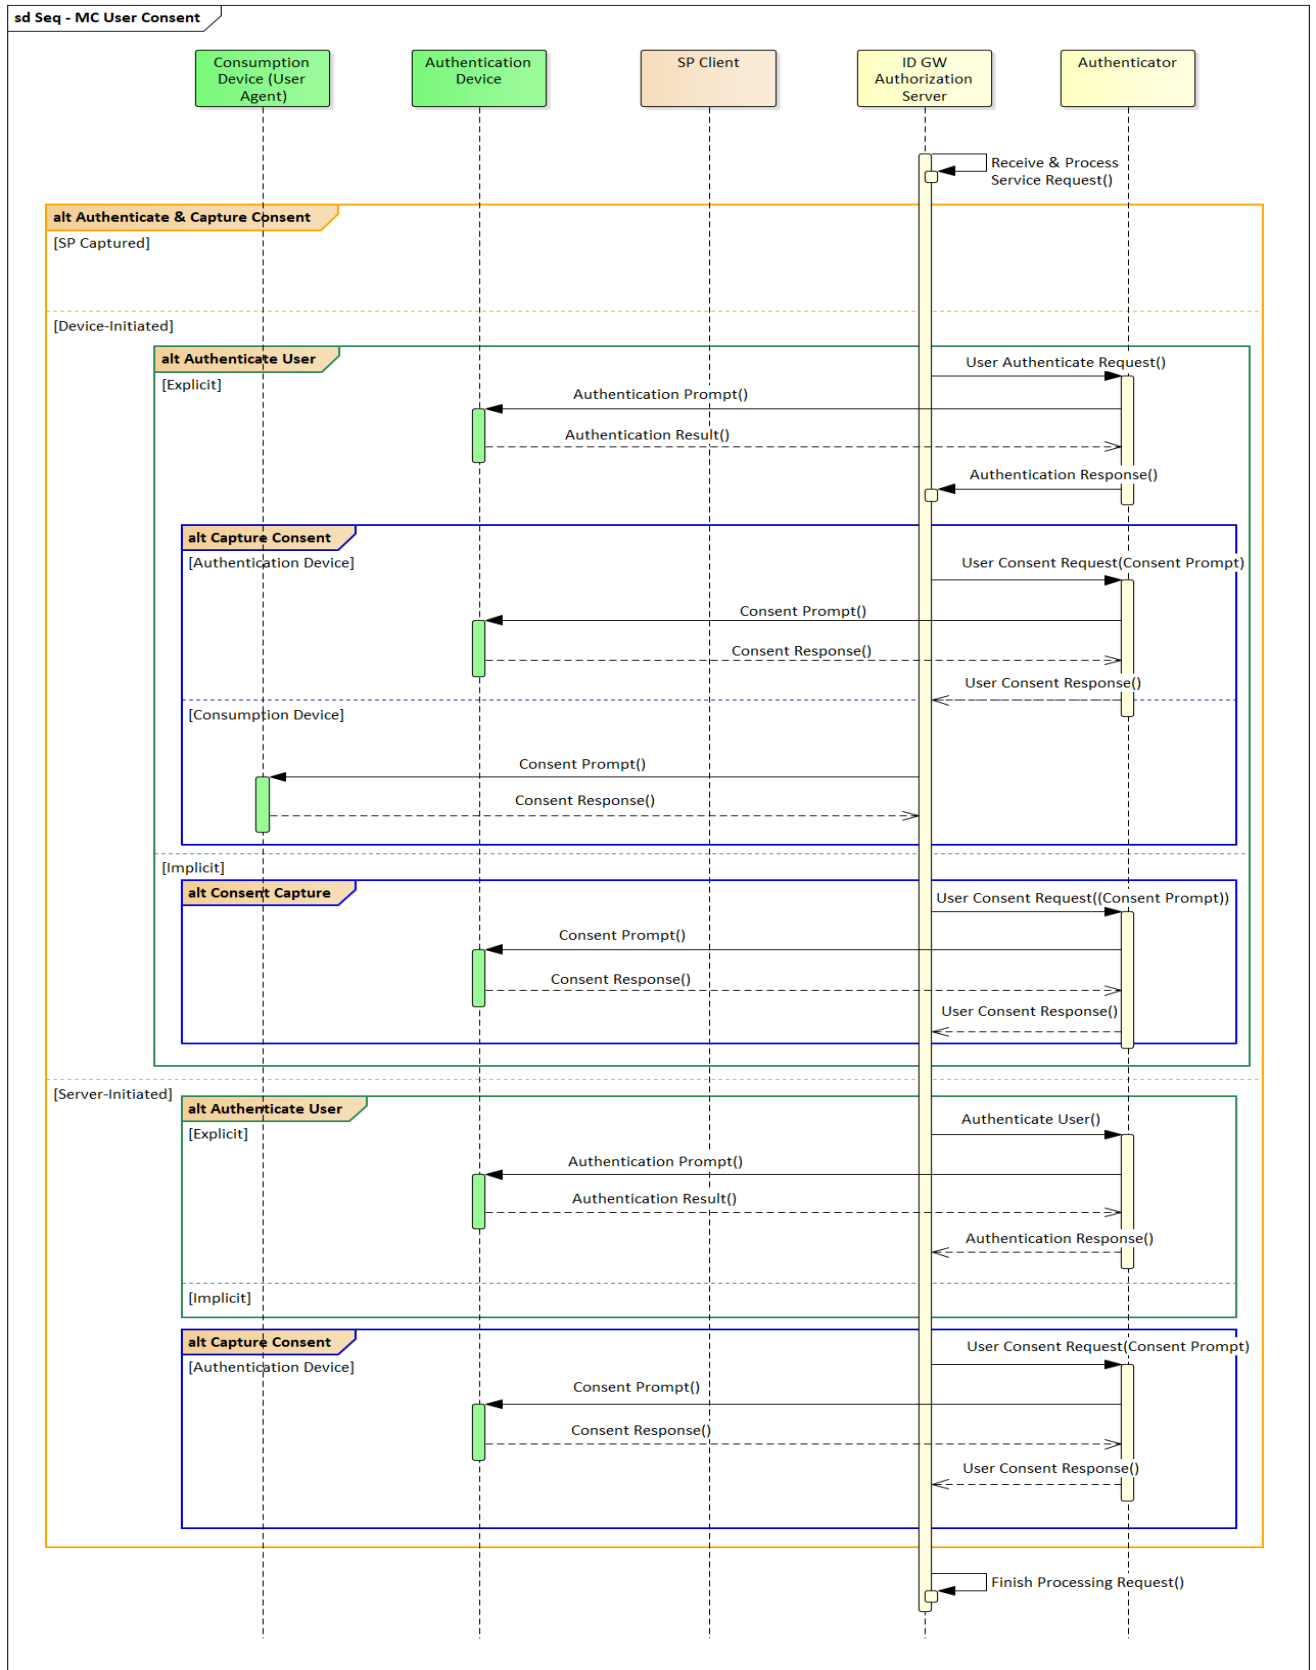 sd Seq - MC User Consent
Consumption
Device (User
Agent)
Authentication
Device
SP Client
ID GW
Authorization
Server
Authenticator
Receive & Process
Service Request()
alt Authenticate & Capture Consent
[SP Captured]
[Device-Initiated]
alt Authenticate User
[Explicit]
User Authenticate Request()
Authentication Prompt()
Authentication Result()
Authentication Response()
alt Capture Consent
[Authentication Device]
User Consent Request(Consent Prompt)
Consent Prompt()
Consent Response()
User Consent Response()
[Consumption Device]
Consent Prompt()
Consent Response()
[Implicit]
alt Consent Capture
User Consent Request((Consent Prompt))
Consent Prompt()
Consent Response()
User Consent Response()
[Server-Initiated]
alt Authenticate User
[Explicit]
Authenticate User()
Authentication Prompt()
Authentication Result()
Authentication Response()
[Implicit]
alt Capture Consent
[Authentication Device]
User Consent Request(Consent Prompt)
Consent Prompt()
Consent Response()
User Consent Response()
Finish Processing Request()